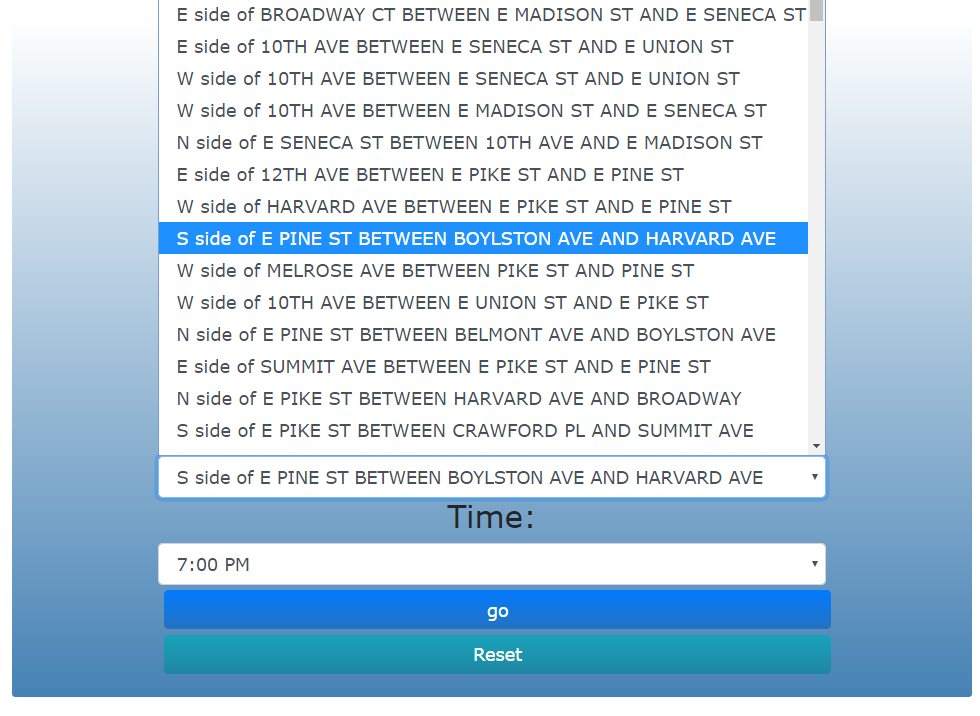 E side of BROADWAY CT BETWEEN E MADISON ST AND E SENECA ST
E side of 10TH AVE BETWEEN E SENECA ST AND E UNION ST
W side of 10TH AVE BETWEEN E SENECA ST AND E UNION ST
W side of 10TH AVE BETWEEN E MADISON ST AND E SENECA ST
N side of E SENECA ST BETWEEN 10TH AVE AND E MADISON ST
E side of 12TH AVE BETWEEN E PIKE ST AND E PINE ST
W side of HARVARD AVE BETWEEN E PIKE ST AND E PINE ST
S side of E PINE ST BETWEEN BOYLSTON AVE AND HARVARD AVE
W side of MELROSE AVE BETWEEN PIKE ST AND PINE ST
W side of 10TH AVE BETWEEN E UNION ST AND E PIKE ST
N side of E PINE ST BETWEEN BELMONT AVE AND BOYLSTON AVE
E side of SUMMIT AVE BETWEEN E PIKE ST AND E PINE ST
N side of E PIKE ST BETWEEN HARVARD AVE AND BROADWAY
S side of E PIKE ST BETWEEN CRAWFORD PL AND SUMMIT AVE
S side of E PINE ST BETWEEN BOYLSTON AVE AND HARVARD AVE
Time:
7:00 PM
go
Reset